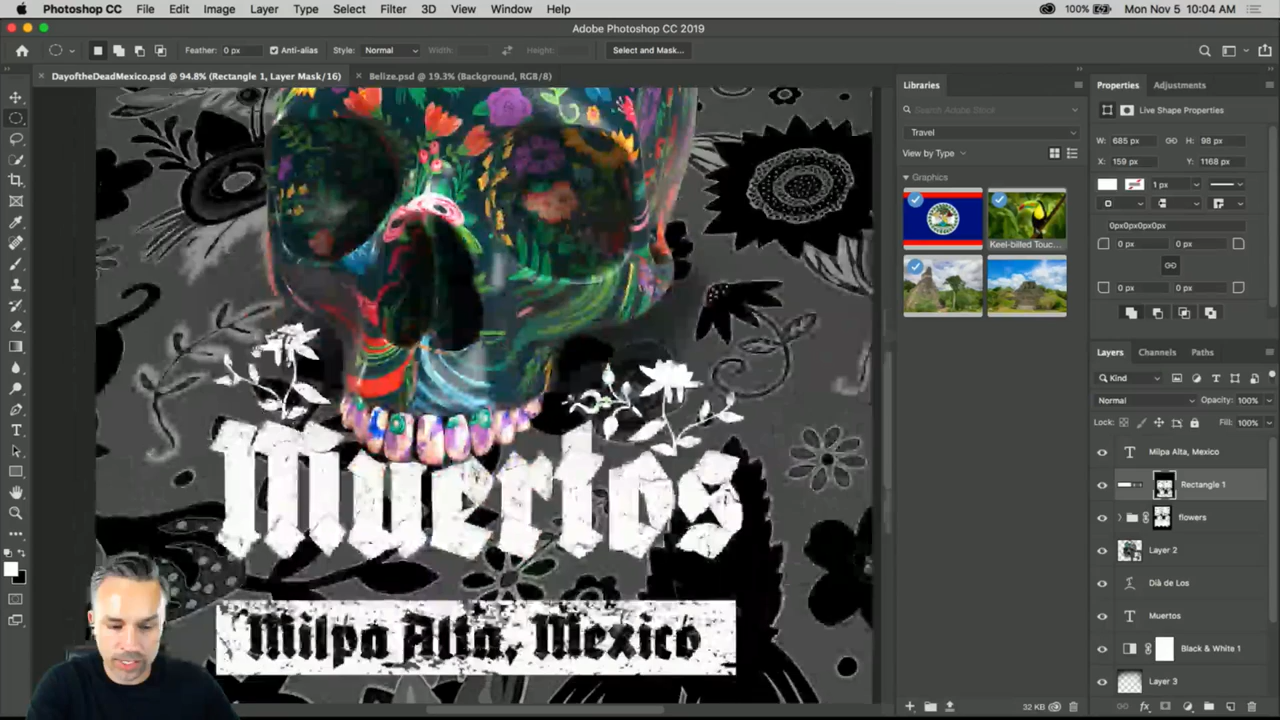 Photoshop CC File Edit Image Layer Type Select Filter 3D View Window Help 100% Mon Nov 5 10:04 AM
Adobe Photoshop CC 2019
Feather: 0 px Anti-alias Style: Normal Width: Height: Select and Mask...
DayoftheDeadMexico.psd @ 94.8% (Rectangle 1, Layer Mask/16) Belize.psd @ 19.3% (Background, RGB/8)
Libraries
Search Adobe Stock
Travel
View by Type
Graphics
Keel-billed Touc...
32 KB
Properties Adjustments
Live Shape Properties
W: 685 px H: 98 px
X: 159 px Y: 1168 px
1 px
0px0px0px0px
0 px 0 px
0 px 0 px
Layers Channels Paths
Kind
Normal Opacity: 100%
Lock: Fill: 100%
Milpa Alta, Mexico
Rectangle 1
flowers
Layer 2
Dià de Los
Muertos
Black & White 1
Layer 3
Muertos
Milpa Alta, Mexico